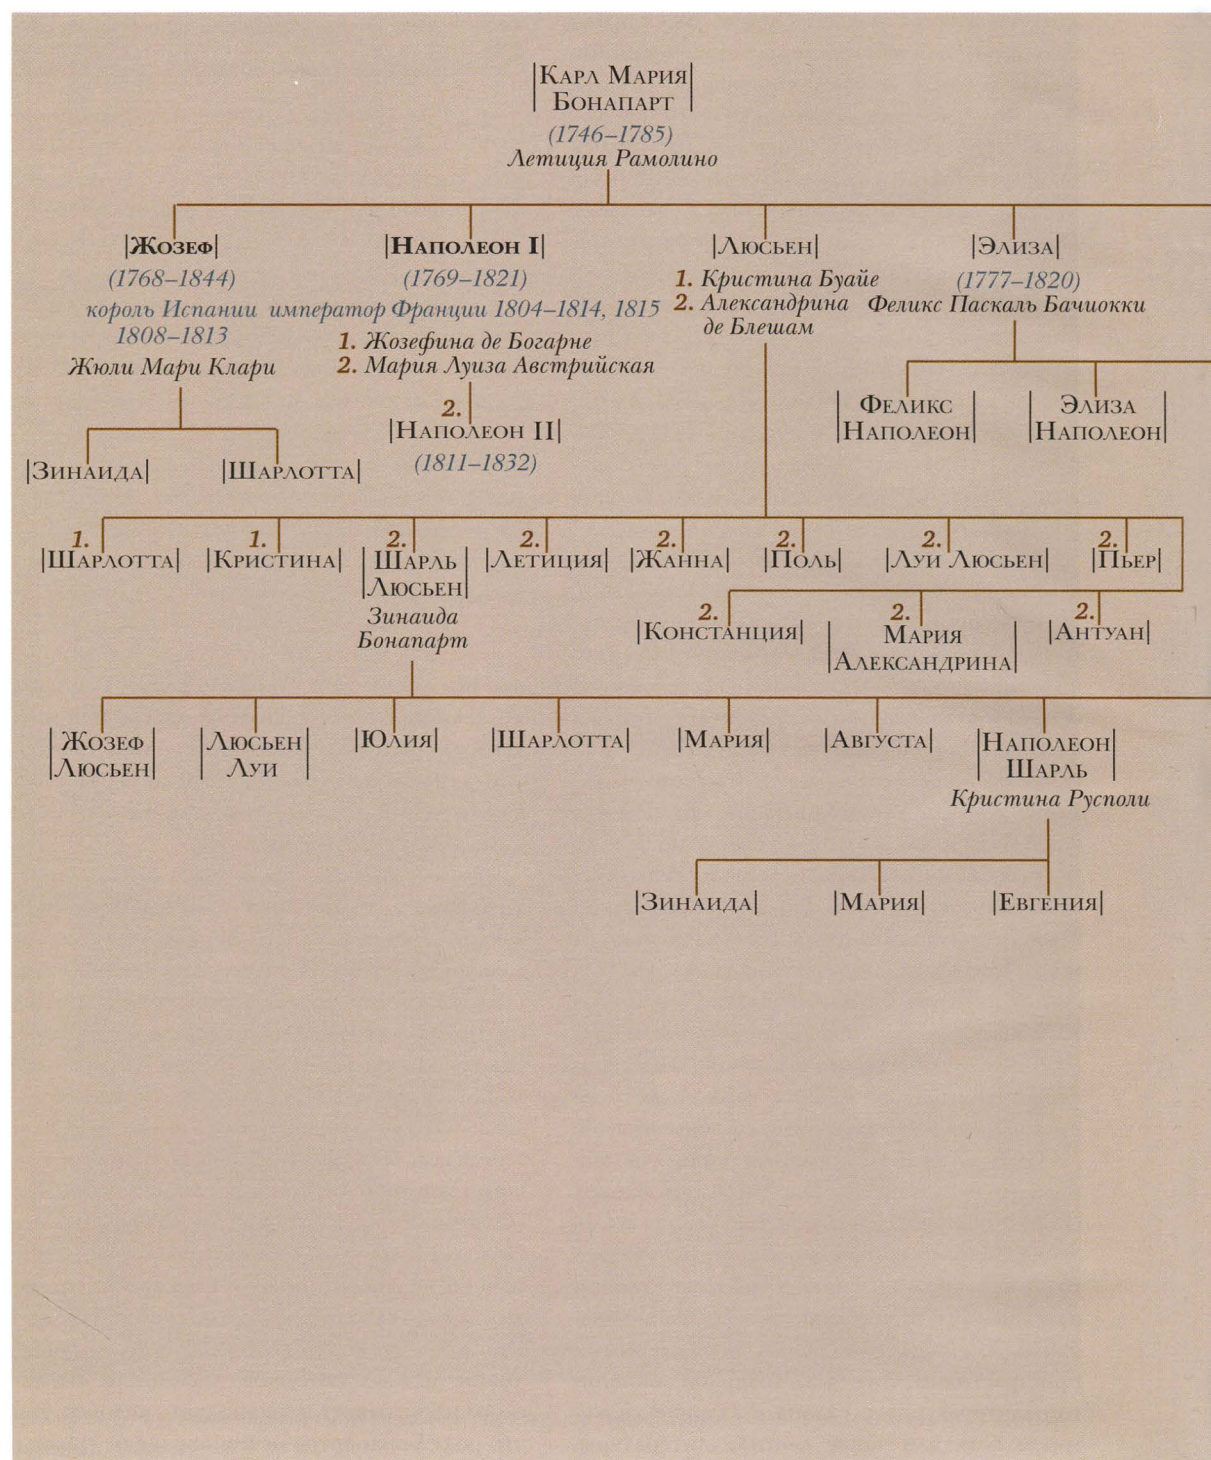 Карл Мария
Бонапарт
(1746–1785)
Летиция Рамолино
Жозеф
(1768–1844)
король Испании
1808–1813
Жюли Мари Клари
Наполеон I
(1769–1821)
император Франции 1804–1814, 1815
1. Жозефина де Богарне
2. Мария Луиза Австрийская
Люсьен
1. Кристина Буайе
2. Александрина
де Блешам
Элиза
(1777–1820)
Феликс Паскаль Бачиокки
Зинаида
Шарлотта
2.
Наполеон II
(1811–1832)
Феликс
Наполеон
Элиза
Наполеон
1.
Шарлотта
1.
Кристина
2.
Шарль
Люсьен
Зинаида
Бонапарт
2.
Летиция
2.
Жанна
2.
Поль
2.
Луи Люсьен
2.
Пьер
2.
Констанция
2.
Мария
Александрина
2.
Антуан
Жозеф
Люсьен
Люсьен
Луи
Юлия
Шарлотта
Мария
Августа
Наполеон
Шарль
Кристина Русполи
Зинаида
Мария
Евгения